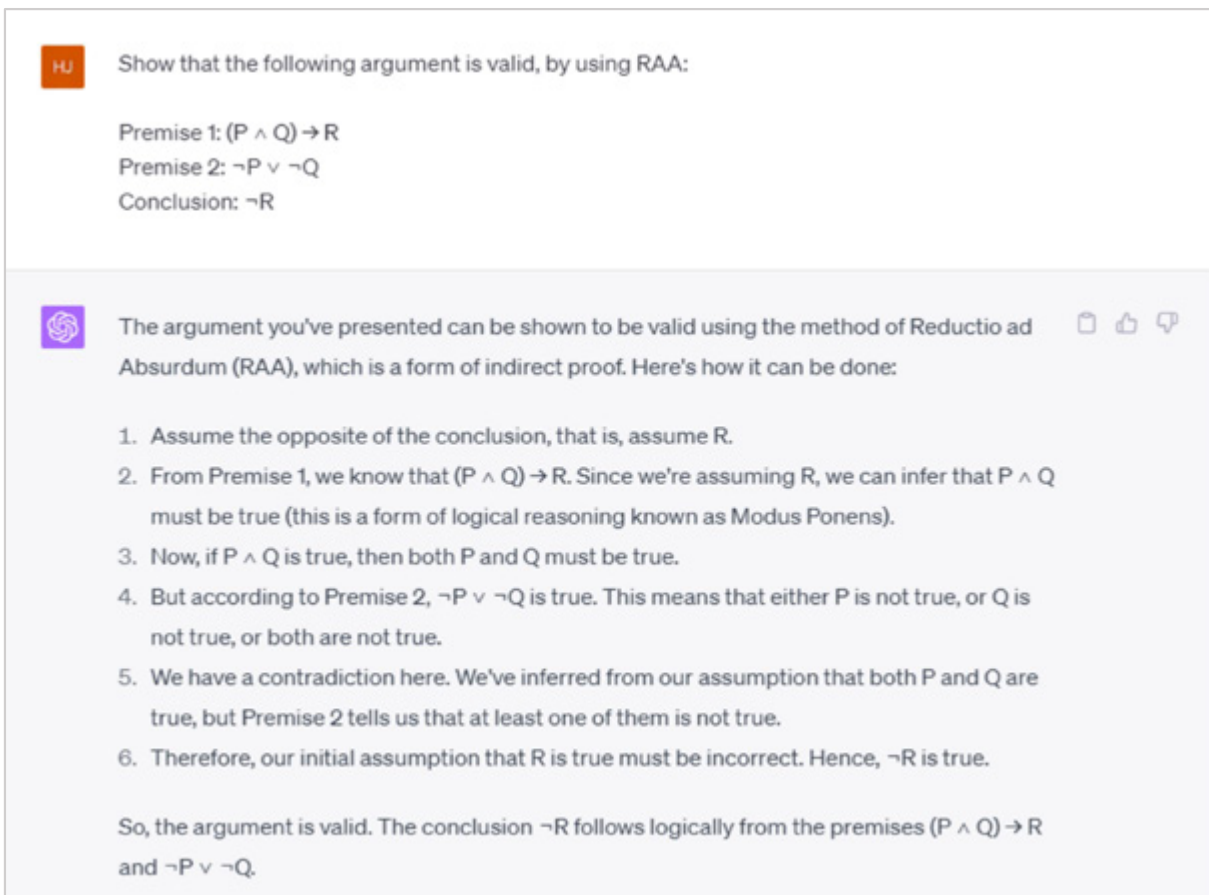 HJ
Show that the following argument is valid, by using RAA:
Premise 1: (P ∧ Q) → R
Premise 2: ¬P ∨ ¬Q
Conclusion: ¬R
The argument you've presented can be shown to be valid using the method of Reductio ad
Absurdum (RAA), which is a form of indirect proof. Here's how it can be done:
1. Assume the opposite of the conclusion, that is, assume R.
2. From Premise 1, we know that (P ∧ Q) → R. Since we're assuming R, we can infer that P ∧ Q
must be true (this is a form of logical reasoning known as Modus Ponens).
3. Now, if P ∧ Q is true, then both P and Q must be true.
4. But according to Premise 2, ¬P ∨ ¬Q is true. This means that either P is not true, or Q is
not true, or both are not true.
5. We have a contradiction here. We've inferred from our assumption that both P and Q are
true, but Premise 2 tells us that at least one of them is not true.
6. Therefore, our initial assumption that R is true must be incorrect. Hence, ¬R is true.
So, the argument is valid. The conclusion ¬R follows logically from the premises (P ∧ Q) → R
and ¬P ∨ ¬Q.